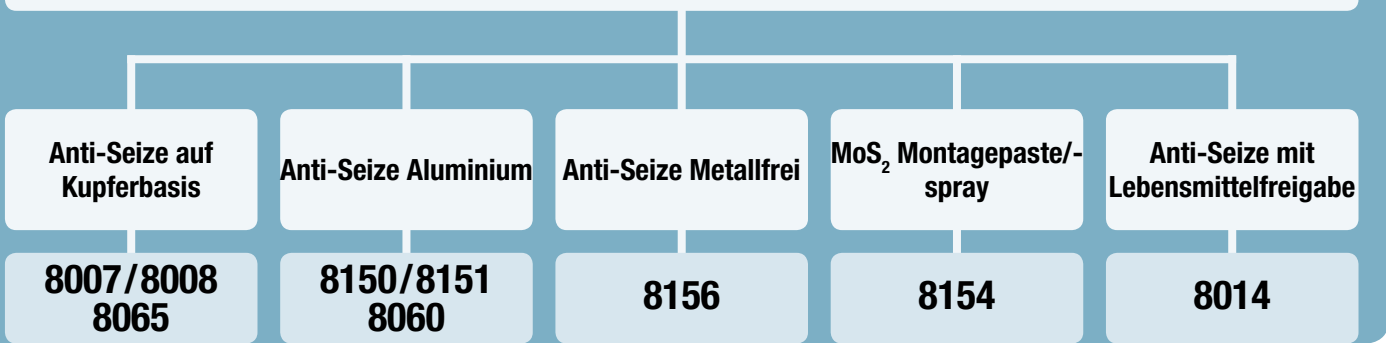 Anti-Seize auf
Kupferbasis
Anti-Seize Aluminium
Anti-Seize Metallfrei
MoS₂ Montagepaste/-
spray
Anti-Seize mit
Lebensmittelfreigabe
8007/8008
8065
8150/8151
8060
8156
8154
8014